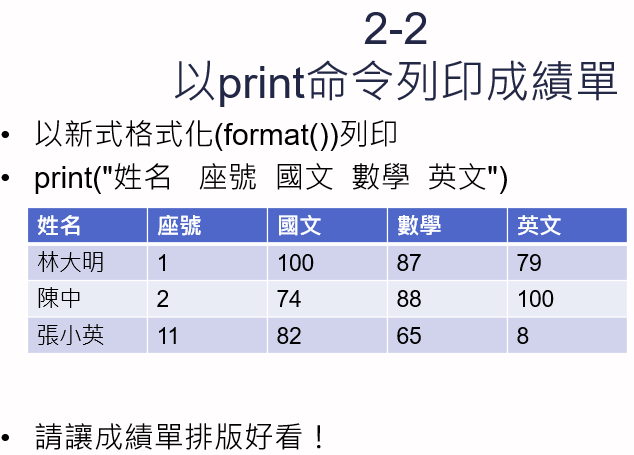 2-2
以print命令列印成績單
• 以新式格式化(format())列印
• print("姓名   座號  國文  數學  英文")
姓名 座號 國文 數學 英文
林大明 1 100 87 79
陳中 2 74 88 100
張小英 11 82 65 8
• 請讓成績單排版好看！